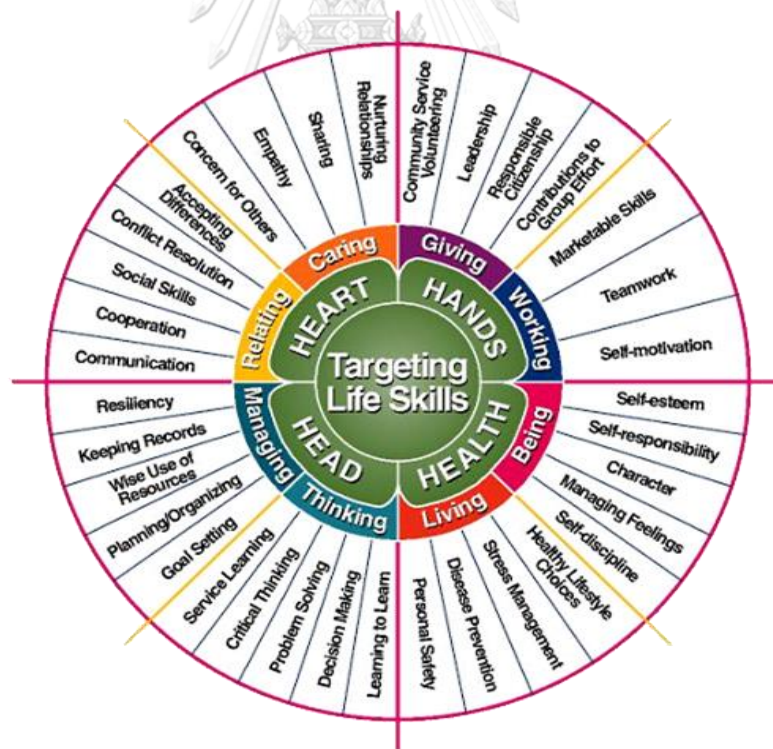 Targeting
Life Skills
HEART
HANDS
HEALTH
HEAD
Caring
Giving
Working
Being
Living
Thinking
Managing
Relating
Nurturing
Relationships
Sharing
Empathy
Concern for Others
Accepting
Differences
Conflict Resolution
Social Skills
Cooperation
Communication
Community Service
Volunteering
Leadership
Responsible
Citizenship
Contributions to
Group Effort
Marketable Skills
Teamwork
Self-motivation
Self-esteem
Self-responsibility
Character
Managing Feelings
Self-discipline
Healthy Lifestyle
Choices
Stress Management
Disease Prevention
Personal Safety
Learning to Learn
Decision Making
Problem Solving
Critical Thinking
Service Learning
Goal Setting
Planning/Organizing
Wise Use of
Resources
Keeping Records
Resiliency